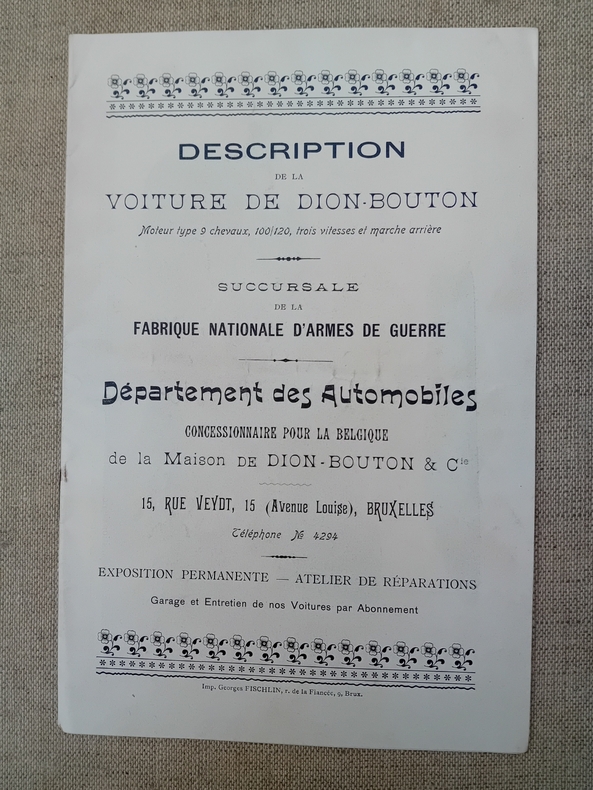 DESCRIPTION
DE LA
VOITURE DE DION-BOUTON
Moteur type 9 chevaux, 100/120, trois vitesses et marche arrière
SUCCURSALE
DE LA
FABRIQUE NATIONALE D'ARMES DE GUERRE
Département des Automobiles
CONCESSIONNAIRE POUR LA BELGIQUE
de la Maison DE DION-BOUTON & Cie
15, RUE VEYDT, 15 (Avenue Louise), BRUXELLES
Téléphone № 4294
EXPOSITION PERMANENTE — ATELIER DE RÉPARATIONS
Garage et Entretien de nos Voitures par Abonnement
Imp. Georges FISCHLIN, r. de la Fiancée, 9, Brux.